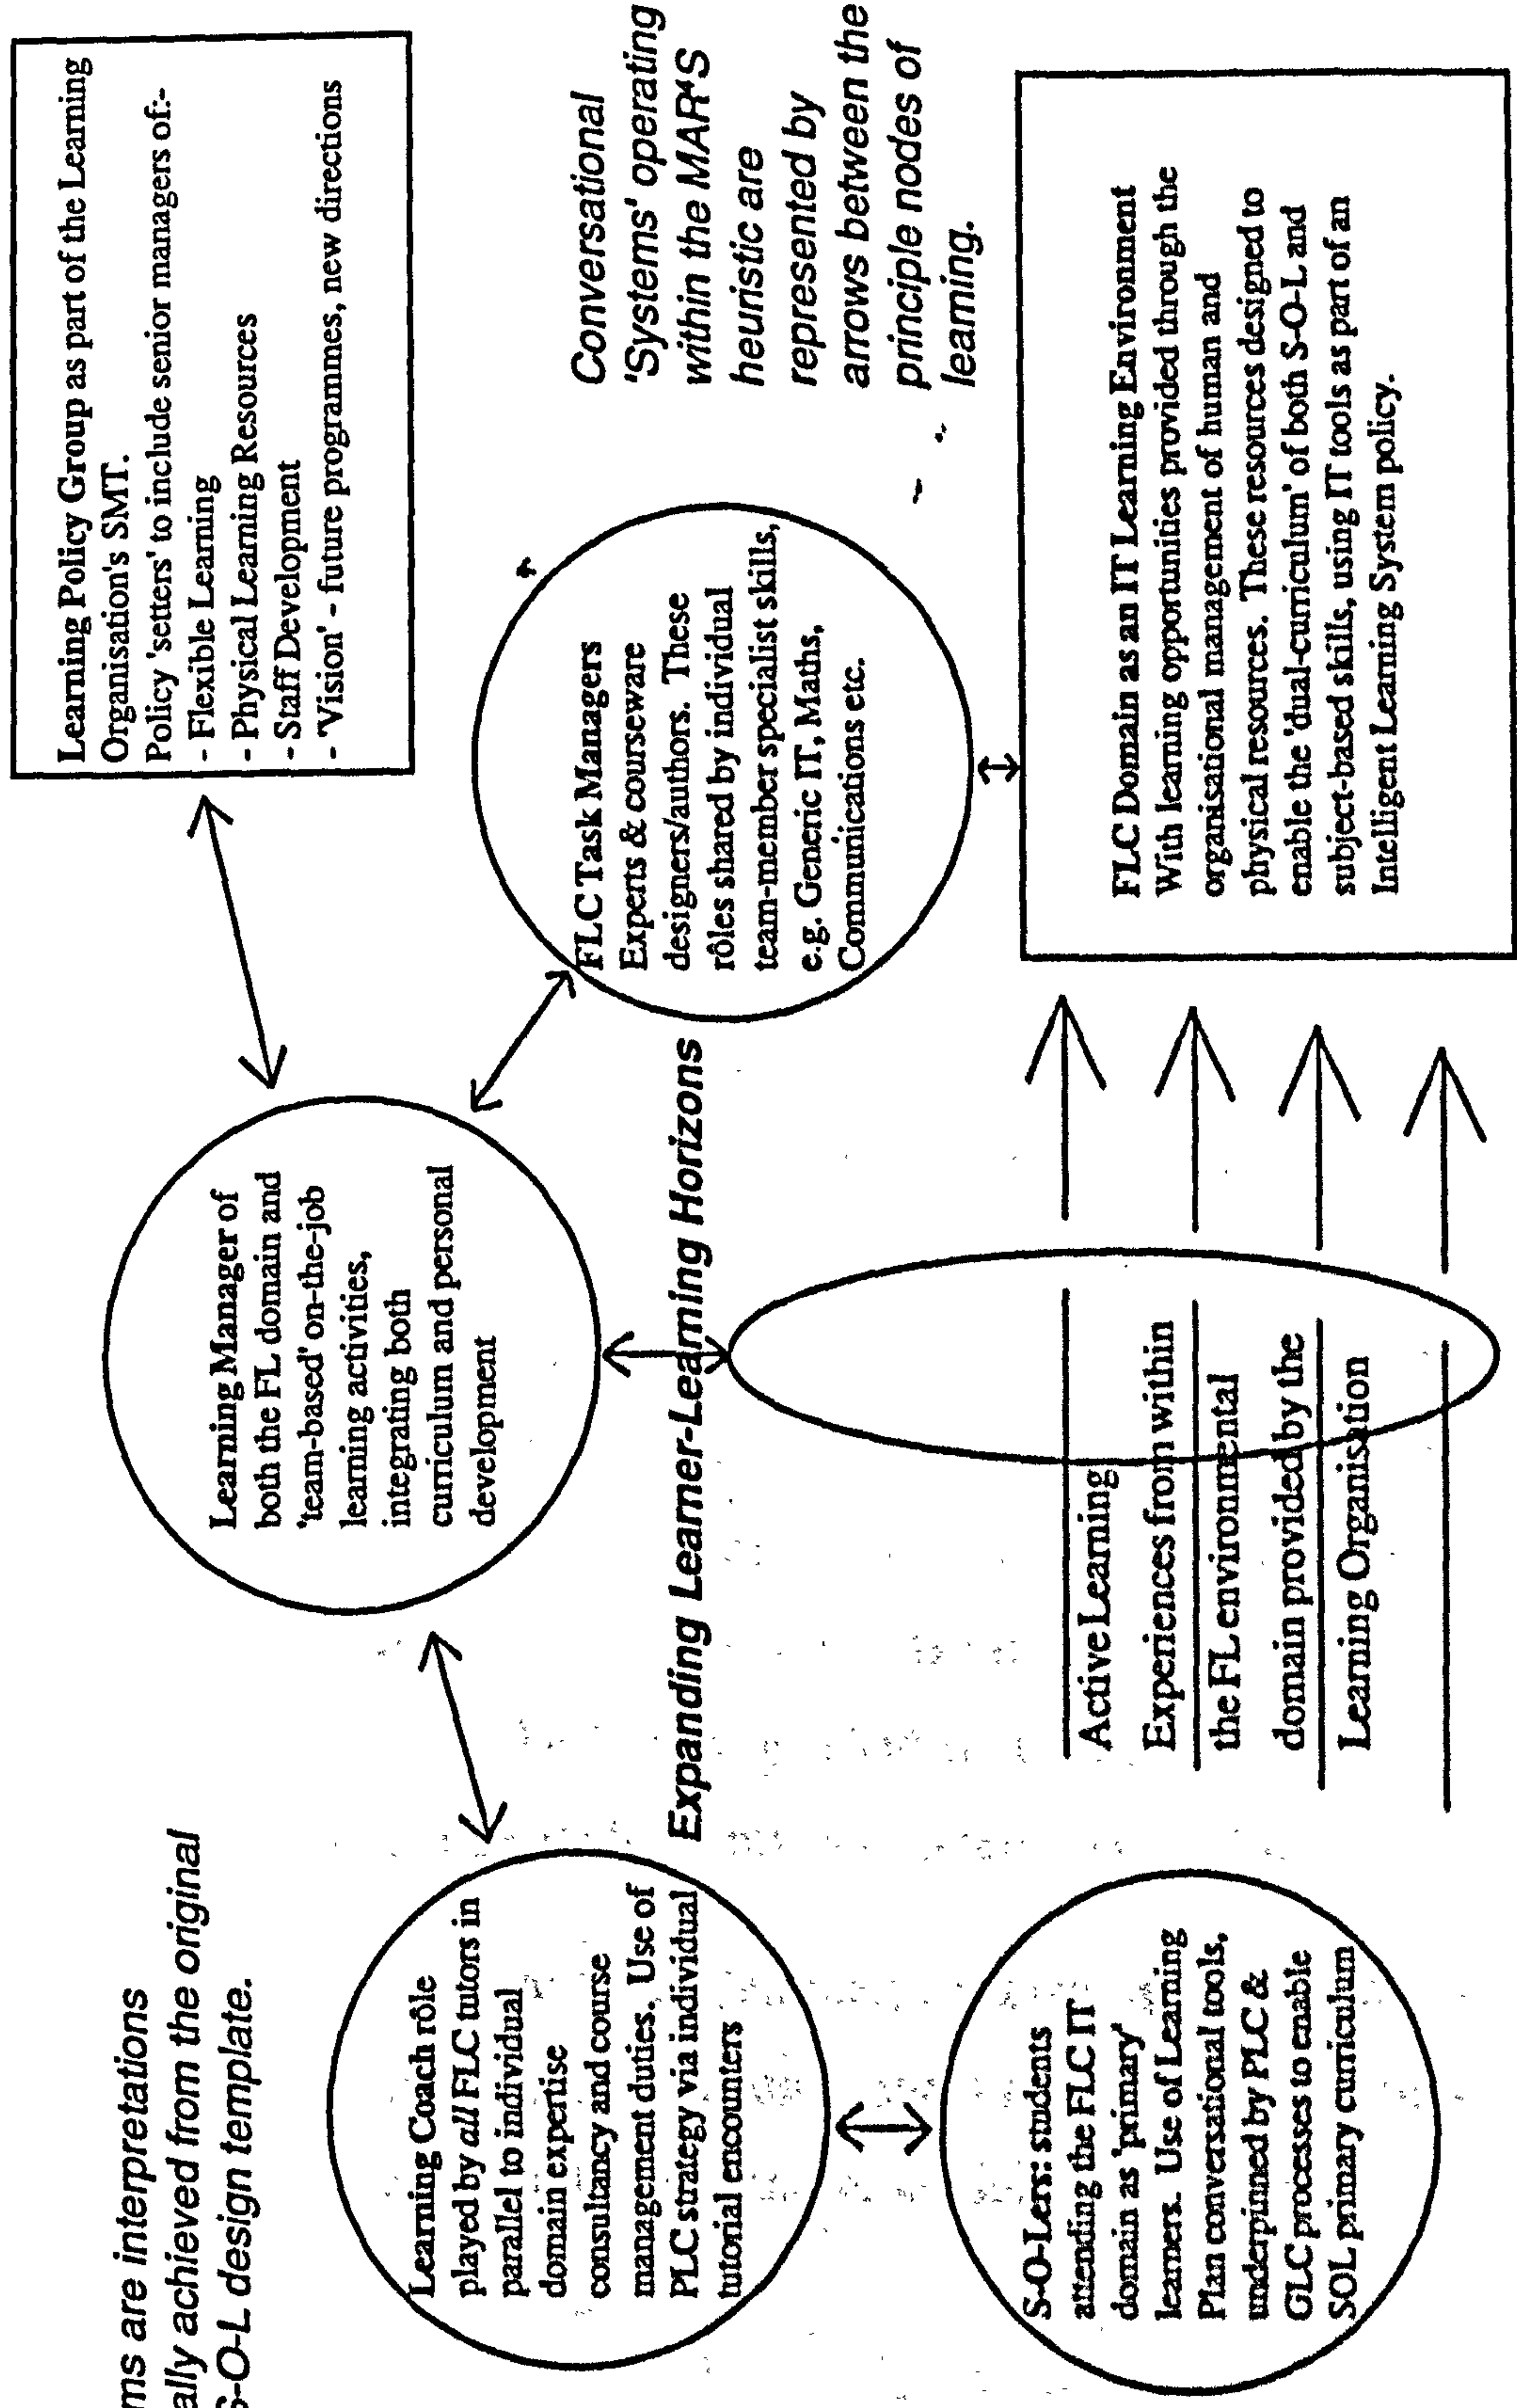 ms are interpretations
ally achieved from the original
S-O-L design template.
Learning Policy Group as part of the Learning
Organisation's SMT.
Policy 'setters' to include senior managers of:-
- Flexible Learning
- Physical Learning Resources
- Staff Development
- 'Vision' - future programmes, new directions
Learning Manager of
both the FL domain and
'team-based' on-the-job
learning activities,
integrating both
curriculum and personal
development
Learning Coach rôle
played by all FLC tutors in
parallel to individual
domain expertise
consultancy and course
management duties. Use of
PLC strategy via individual
tutorial encounters
FLC Task Managers
Experts & courseware
designers/authors. These
rôles shared by individual
team-member specialist skills,
e.g. Generic IT, Maths,
Communications etc.
Conversational
'Systems' operating
within the MAR4S
heuristic are
represented by
arrows between the
principle nodes of
learning.
Expanding Learner-Learning Horizons
S-O-Lers: students
attending the FLC IT
domain as 'primary'
learners. Use of Learning
Plan conversational tools,
underpinned by PLC &
GLC processes to enable
SOL primary curriculum
Active Learning
Experiences from within
the FL environmental
domain provided by the
Learning Organisation
FLC Domain as an IT Learning Environment
With learning opportunities provided through the
organisational management of human and
physical resources. These resources designed to
enable the 'dual-curriculum' of both S-O-L and
subject-based skills, using IT tools as part of an
Intelligent Learning System policy.